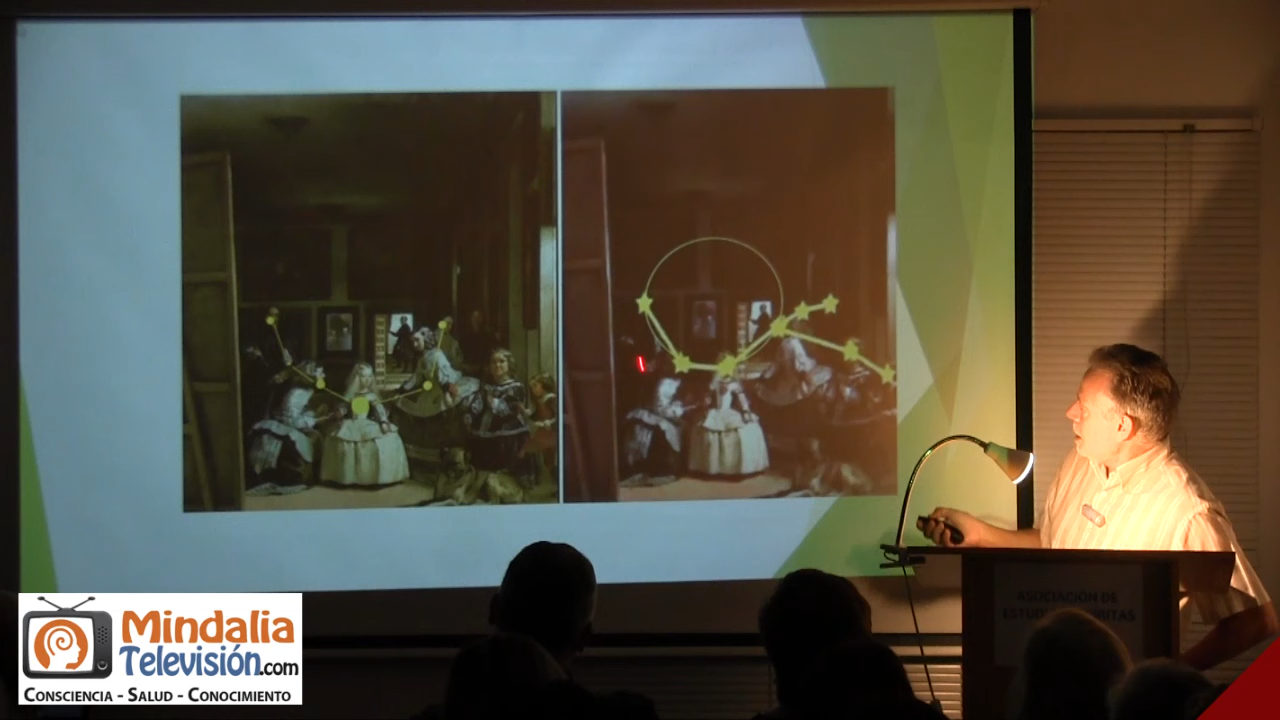 Mindalia
Televisión.com
CONSCIENCIA - SALUD - CONOCIMIENTO
ASOCIACIÓN DE